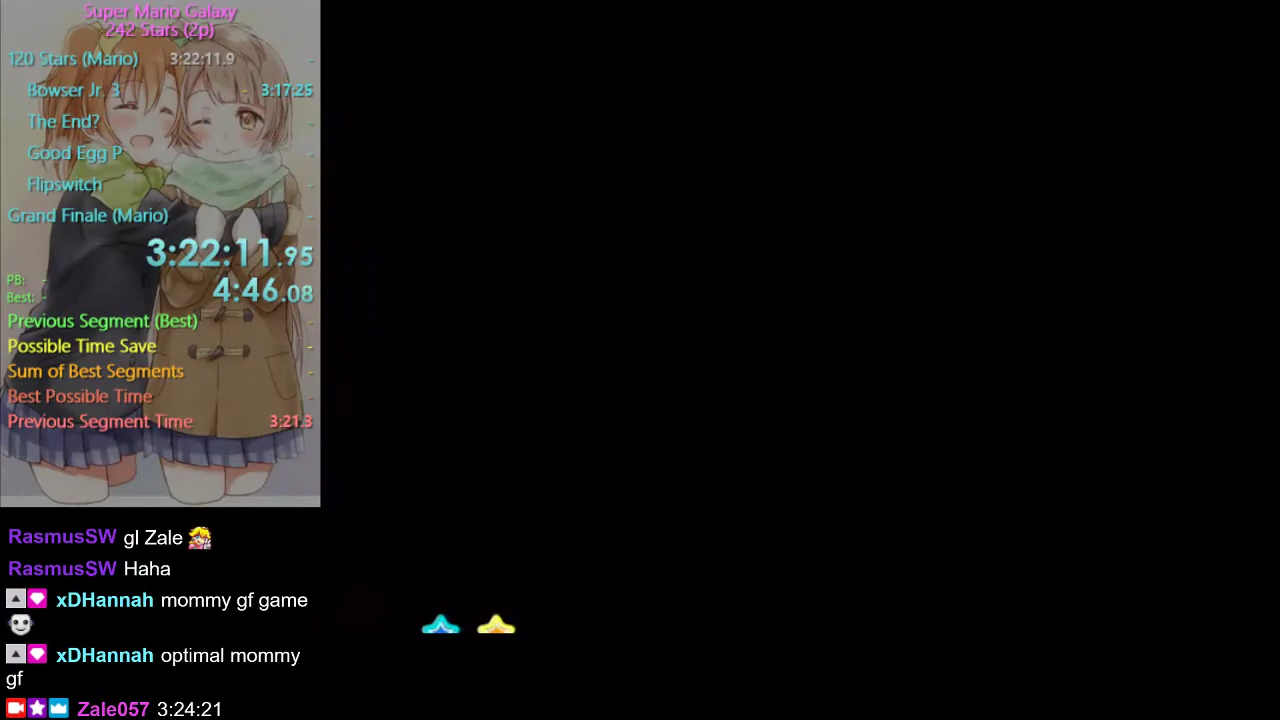 Super Mario Galaxy
242 Stars (2p)
120 Stars (Mario) 3:22:11.9 -
Bowser Jr. 3 - 3:17:25
The End? -
Good Egg P -
Flipswitch -
Grand Finale (Mario) -
3:22:11.95
PB: - 4:46.08
Best: -
Previous Segment (Best) -
Possible Time Save -
Sum of Best Segments -
Best Possible Time -
Previous Segment Time 3:21.3
RasmusSW gl Zale
RasmusSW Haha
xDHannah mommy gf game
xDHannah optimal mommy
gf
Zale057 3:24:21